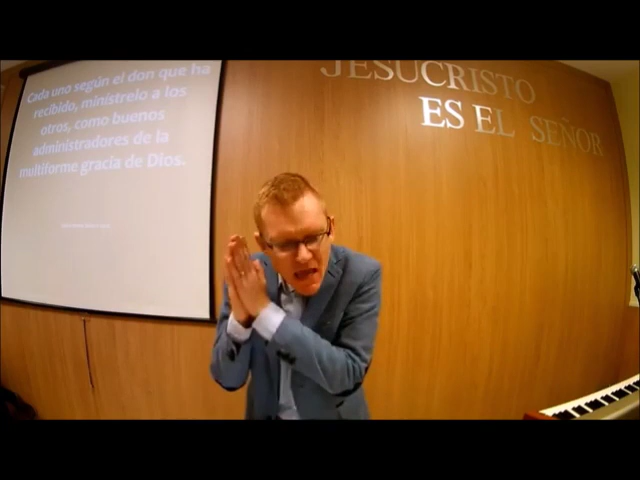 Cada uno según el don que ha
recibido, minístrelo a los
otros, como buenos
administradores de la
multiforme gracia de Dios.
JESUCRISTO
ES EL SEÑOR